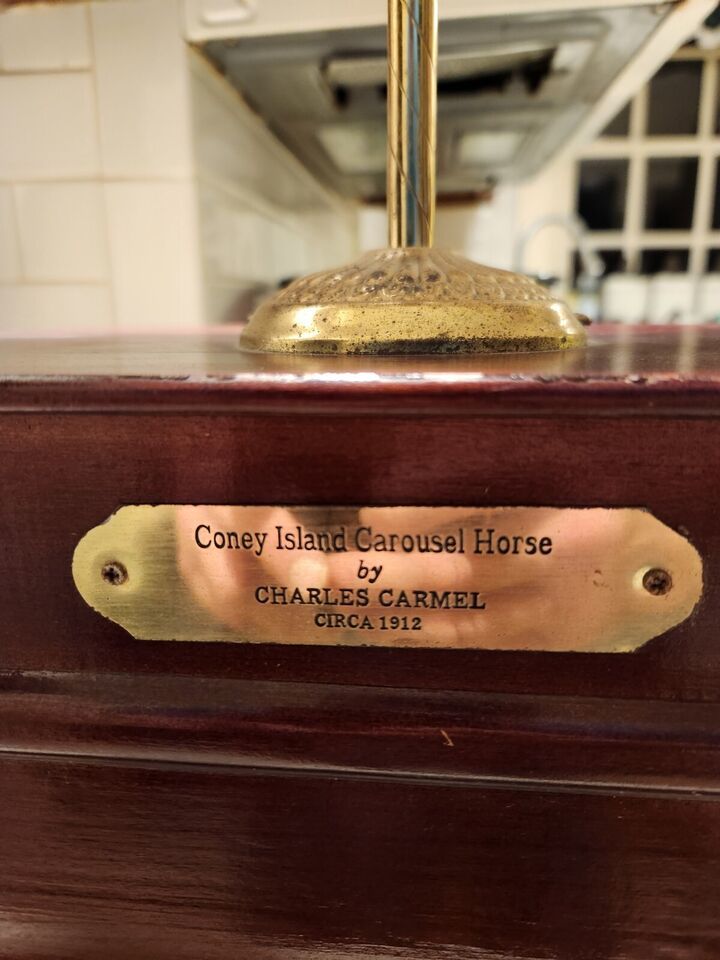 Coney Island Carousel Horse
by
CHARLES CARMEL
CIRCA 1912